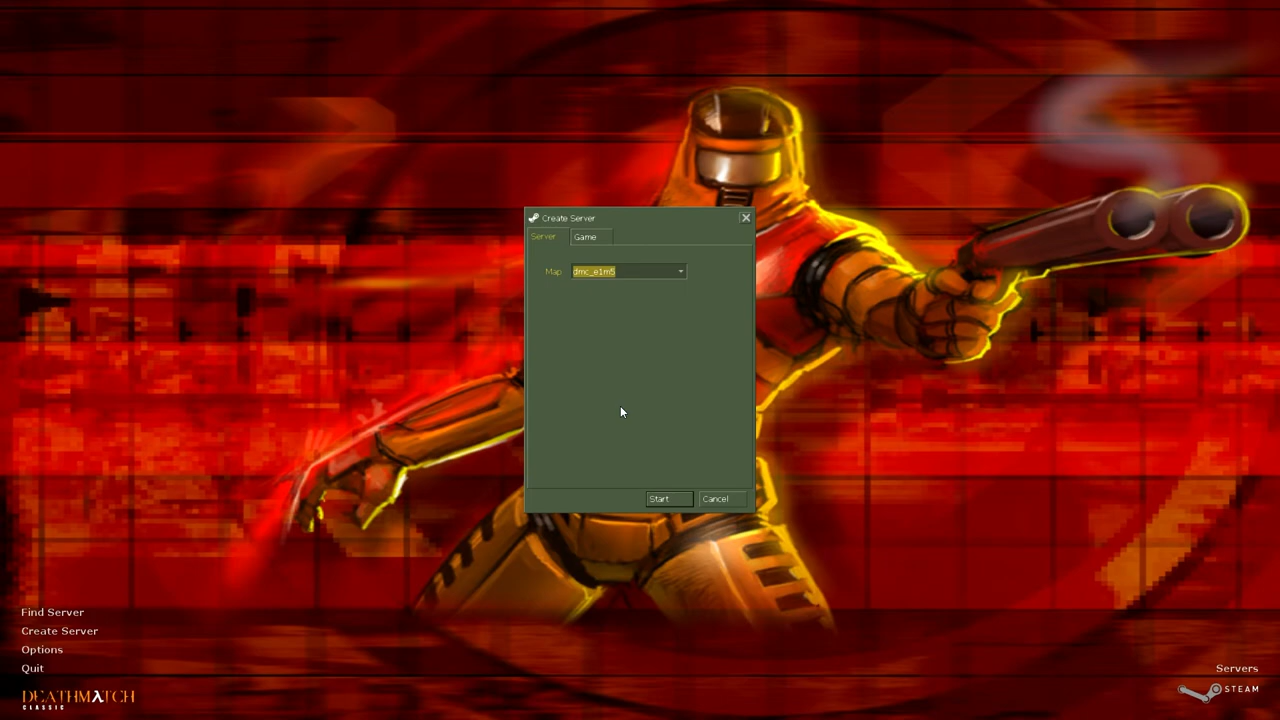 Create Server
Server
Game
Map
dmc_e1m5
Start
Cancel
Find Server
Create Server
Options
Quit
Servers
DEATHMATCH
CLASSIC
STEAM